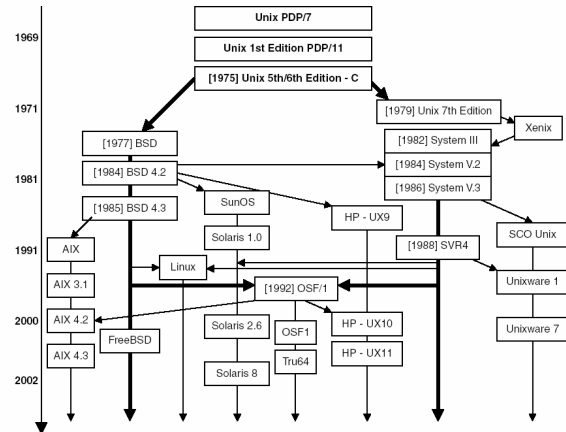 Unix PDP/7
1969
Unix 1st Edition PDP/11
[1975] Unix 5th/6th Edition - C
1971
[1979] Unix 7th Edition
Xenix
[1977] BSD
[1982] System III
[1984] BSD 4.2
[1984] System V.2
1981
[1986] System V.3
[1985] BSD 4.3
SunOS
HP - UX9
SCO Unix
Solaris 1.0
1991
AIX
[1988] SVR4
Linux
AIX 3.1
[1992] OSF/1
Unixware 1
2000
AIX 4.2
Solaris 2.6
HP - UX10
Unixware 7
FreeBSD
OSF1
AIX 4.3
Tru64
HP - UX11
2002
Solaris 8